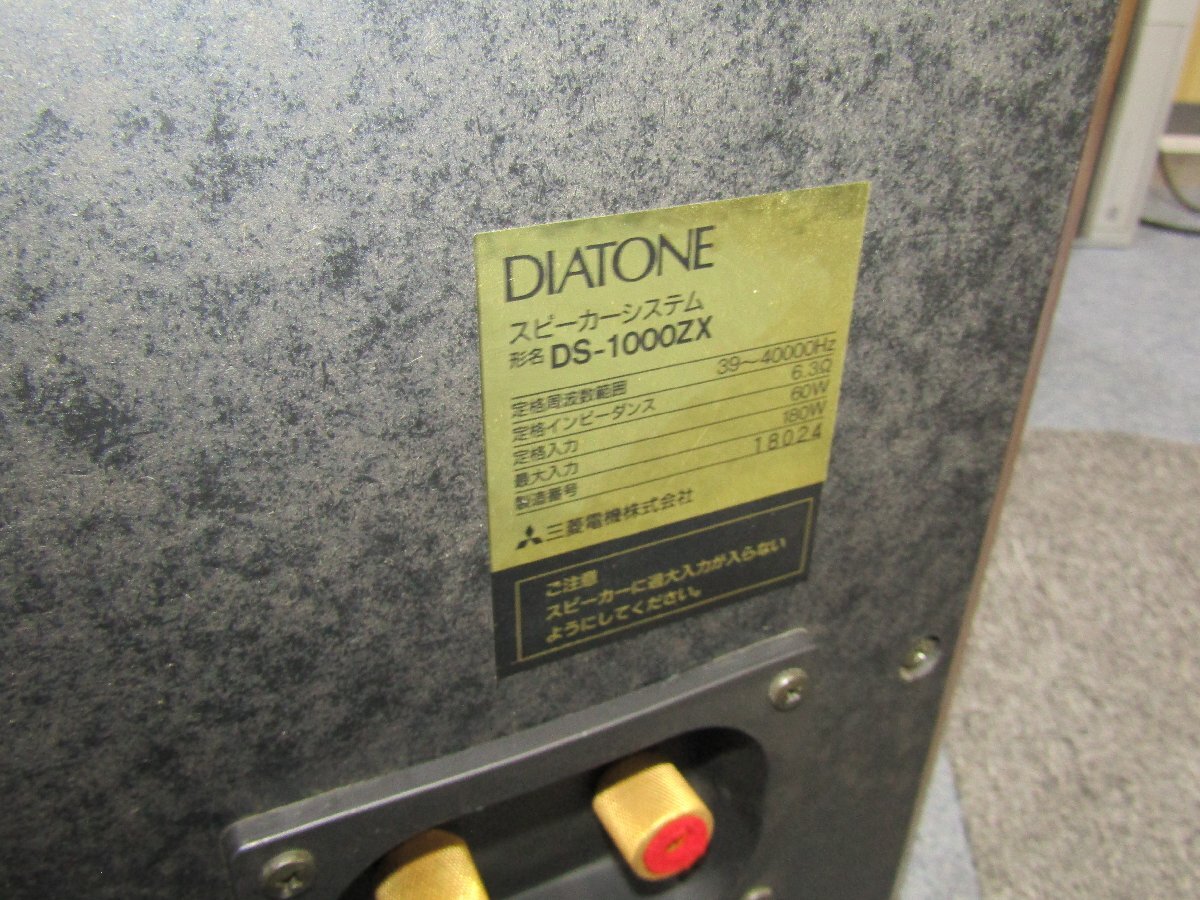 DIATONE
スピーカーシステム
形名 DS-1000ZX
定格周波数範囲 39〜40000Hz
定格インピーダンス 6.3Ω
定格入力 60W
最大入力 180W
製造番号 18024
三菱電機株式会社
ご注意
スピーカーに過大入力が入らない
ようにしてください。